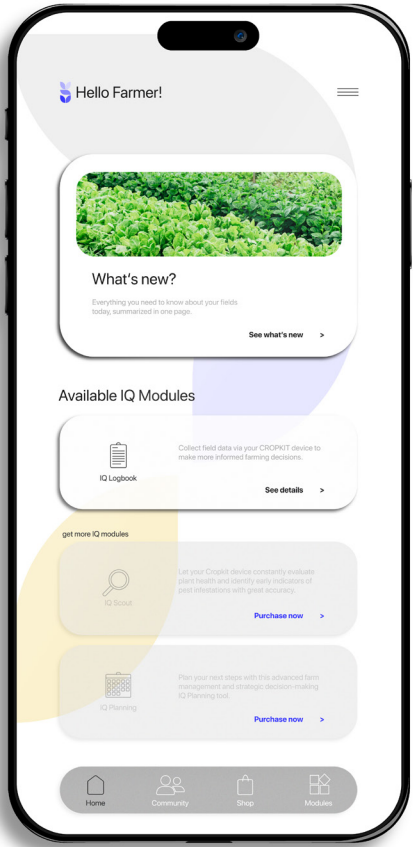 Hello Farmer!
What's new?
Everything you need to know about your fields
today, summarized in one page.
See what's new >
Available IQ Modules
Collect field data via your CROPKIT device to
make more informed farming decisions.
IQ Logbook
See details >
get more IQ modules
Let your Cropkit device constantly evaluate
plant health and identify early indicators of
pest infestations with great accuracy.
IQ Scout
Purchase now >
Plan your next steps with this advanced farm
management and strategic decision-making
IQ Planning tool.
IQ Planning
Purchase now >
Home Community Shop Modules